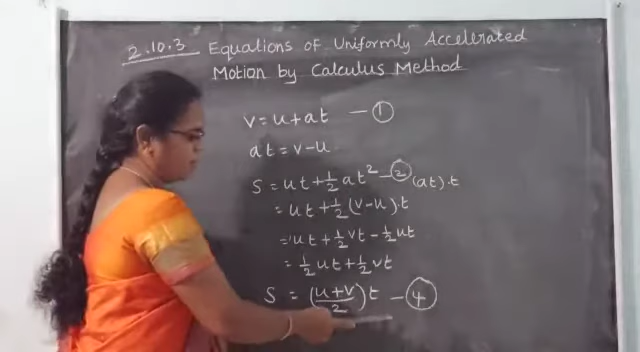 2.10.3 Equations of Uniformly Accelerated
Motion by Calculus Method
v = u + at — ①
at = v - u
S = ut + ½ at² - ② (at).t
= ut + ½ (v - u).t
= ut + ½ vt - ½ ut
= ½ ut + ½ vt
S = (u+v/2) t - ④